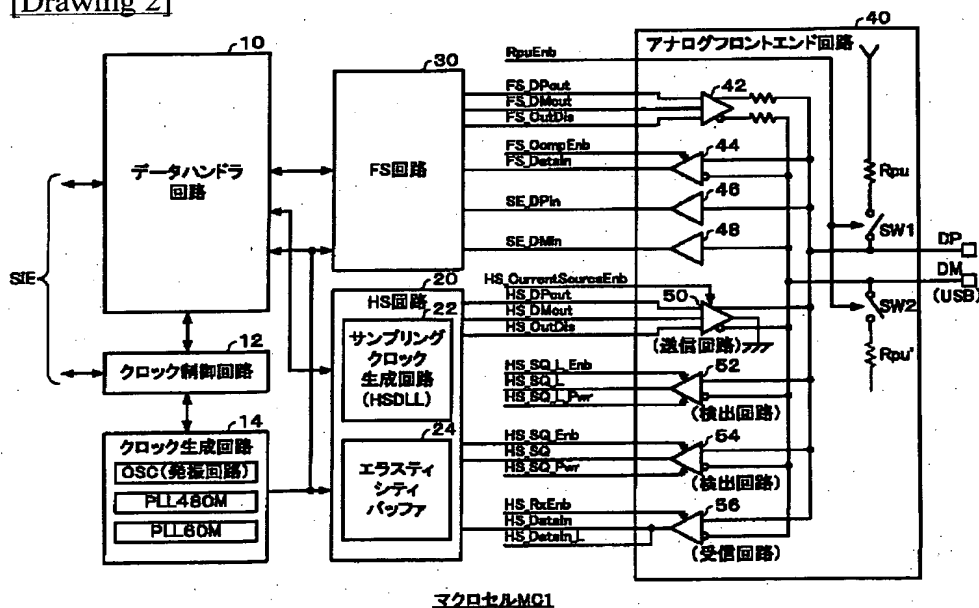 [Drawing 2]
10
データハンドラ
回路
SIE
12
クロック制御回路
14
クロック生成回路
OSC(発振回路)
PLL480M
PLL60M
30
FS回路
20
HS回路
22
サンプリング
クロック
生成回路
(HSDLL)
24
エラスティ
シティ
バッファ
RpuEnb
FS_DPout
FS_DMout
FS_OutDis
FS_CompEnb
FS_DataIn
SE_DPin
SE_DMin
HS_CurrentSourceEnb
HS_DPout
HS_DMout
HS_OutDis
HS_SQ_L_Enb
HS_SQ_L
HS_SQ_L_Pwr
HS_SQ_Enb
HS_SQ
HS_SQ_Pwr
HS_RxEnb
HS_DataIn
HS_DataIn_L
40
アナログフロントエンド回路
42
44
46
48
50
(送信回路)
52
(検出回路)
54
(検出回路)
56
(受信回路)
Rpu
SW1
DP
DM
(USB)
SW2
Rpu'
マクロセルMC1